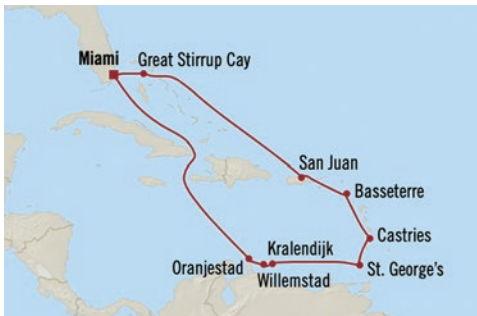 Miami
Great Stirrup Cay
San Juan
Basseterre
Castries
St. George's
Kralendijk
Willemstad
Oranjestad